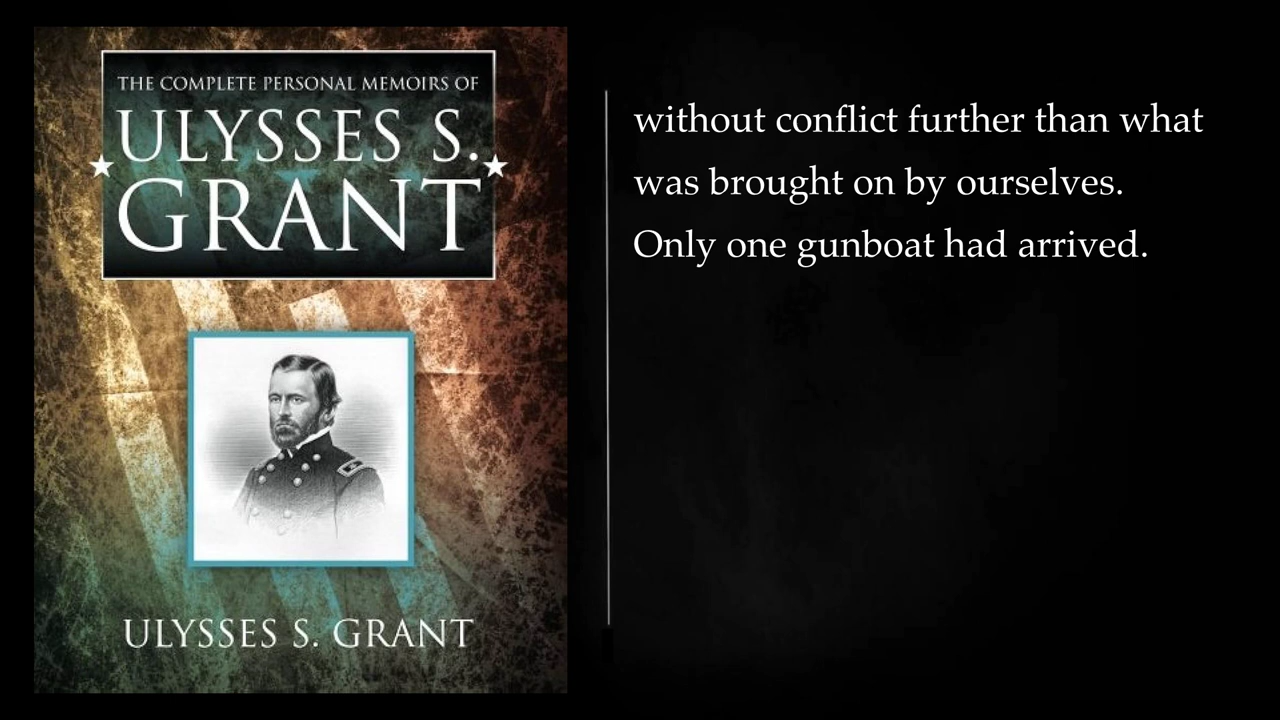 THE COMPLETE PERSONAL MEMOIRS OF
ULYSSES S.
GRANT
ULYSSES S. GRANT
without conflict further than what
was brought on by ourselves.
Only one gunboat had arrived.